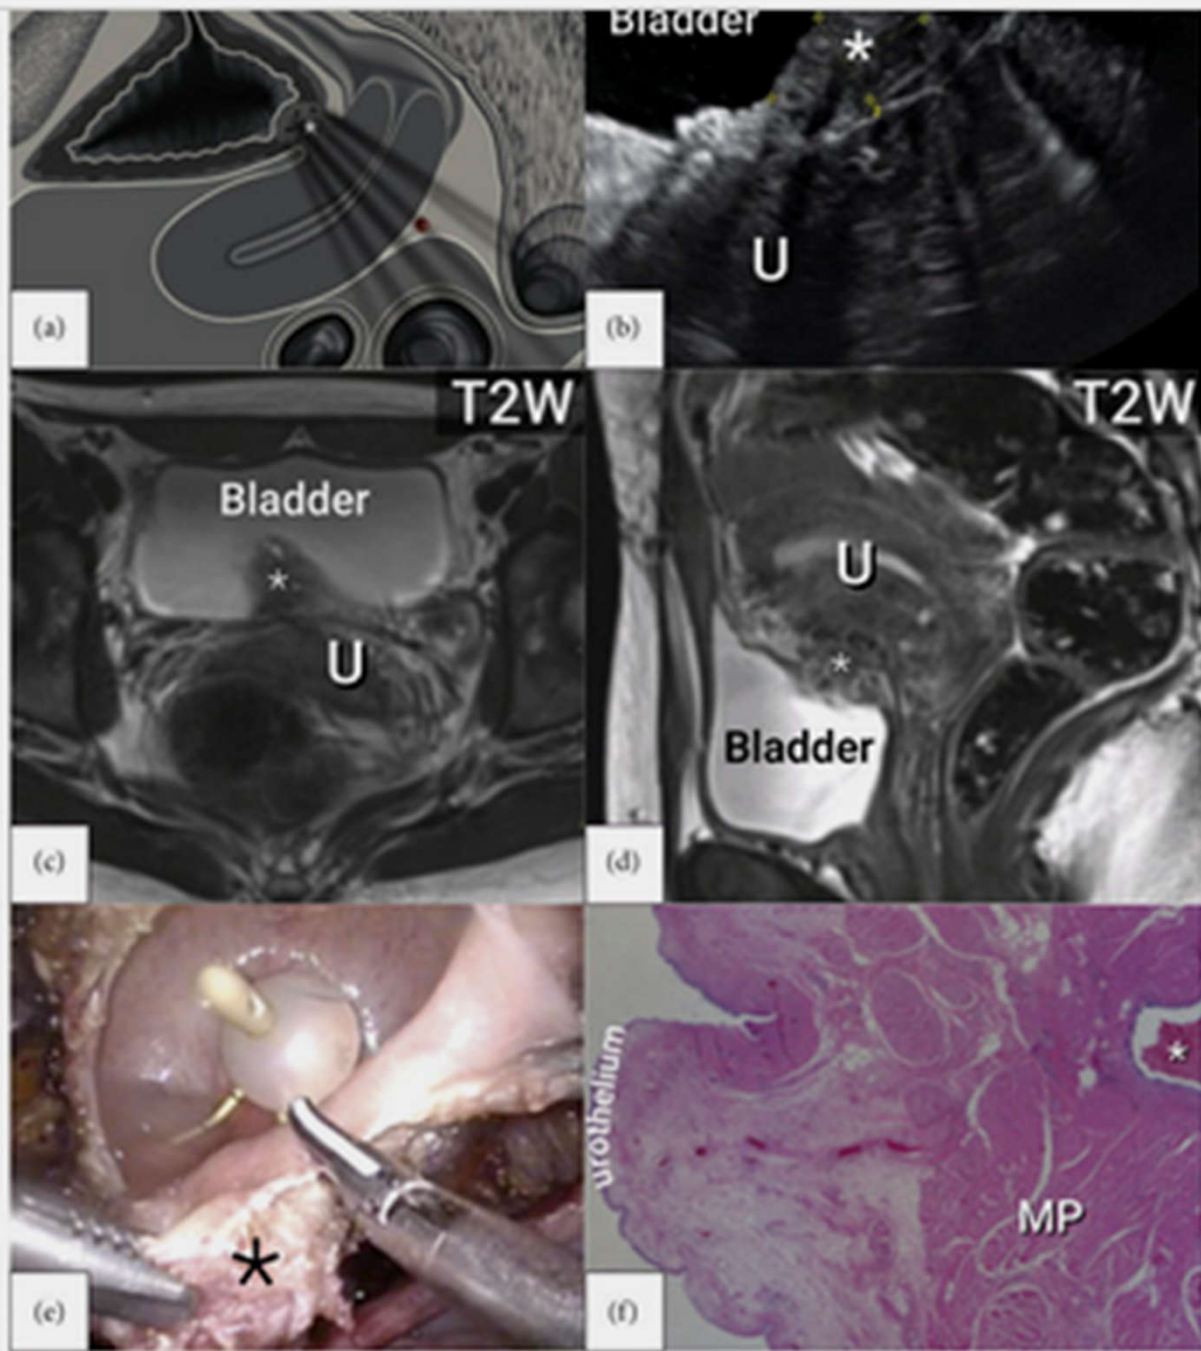 Bladder
*
U
(a)
(b)
T2W
Bladder
*
U
(c)
T2W
U
*
Bladder
(d)
*
(e)
urothelium
*
MP
(f)